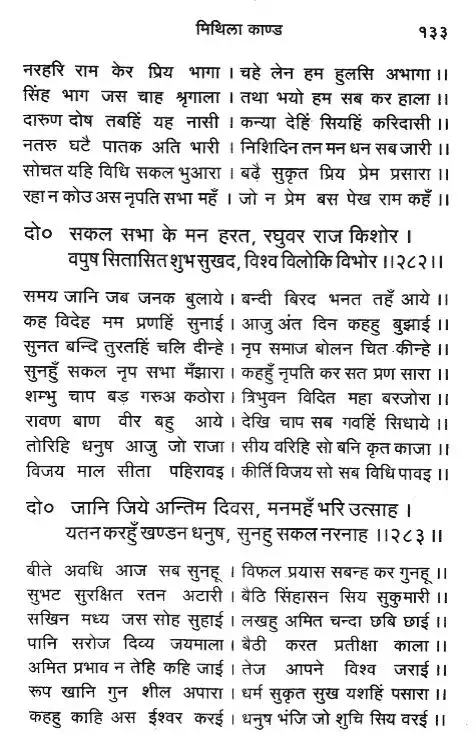 मिथिला काण्ड १३३
नरहरि राम केर प्रिय भागा । चहे लेन हम हुलसि अभागा ।।
सिंह भाग जस चाह श्रृगाला । तथा भयो हम सब कर हाला ।।
दारुण दोष तबहिं यह नासी । कन्या देहिं सियहिं करिदासी ।।
नतरु घटै पातक अति भारी । निशिदिन तन मन धन सब जारी ।।
सोचत यहि विधि सकल भुआरा । बढ़ै सुकृत प्रिय प्रेम प्रसारा ।।
रहा न कोउ अस नृपति सभा महँ । जो न प्रेम बस पेख राम कहँ ।।
दो० सकल सभा के मन हरत, रघुवर राज किशोर ।
वपुष सितासित शुभ सुखद, विश्व विलोकि विभोर ।।२८२।।
समय जानि जब जनक बुलाये । बन्दी बिरद भनत तहँ आये ।।
कह विदेह मम प्रणहिं सुनाई । आजु अंत दिन कहहु बुझाई ।।
सुनत बन्दि तुरतहिं चलि दीन्हे । नृप समाज बोलन चित कीन्हे ।।
सुनहुँ सकल नृप सभा मँझारा । कहहुँ नृपति कर सत प्रण सारा ।।
शम्भु चाप बड़ गरुअ कठोरा । त्रिभुवन विदित महा बरजोरा ।।
रावण बाण वीर बहु आये । देखि चाप सब गवहिं सिधाये ।।
तोरिहि धनुष आजु जो राजा । सीय वरिहि सो बनि कृत काजा ।।
विजय माल सीता पहिरावइ । कीर्ति विजय सो सब विधि पावइ ।।
दो० जानि जिये अन्तिम दिवस, मनमहँ भरि उत्साह ।
यतन करहुँ खण्डन धनुष, सुनहु सकल नरनाह ।।२८३।।
बीते अवधि आज सब सुनहू । विफल प्रयास सबन्ह कर गुनहू ।।
सुभट सुरक्षित रतन अटारी । बैठि सिंहासन सिय सुकुमारी ।।
सखिन मध्य जस सोह सुहाई । लखहु अमित चन्दा छबि छाई ।।
पानि सरोज दिव्य जयमाला । बैठी करत प्रतीक्षा काला ।।
अमित प्रभाव न तेहि कहि जाई । तेज आपने विश्व जराई ।।
रूप खानि गुन शील अपारा । धर्म सुकृत सुख यशहिं पसारा ।।
कहहु काहि अस ईश्वर करई । धनुष भंजि जो शुचि सिय वरई ।।